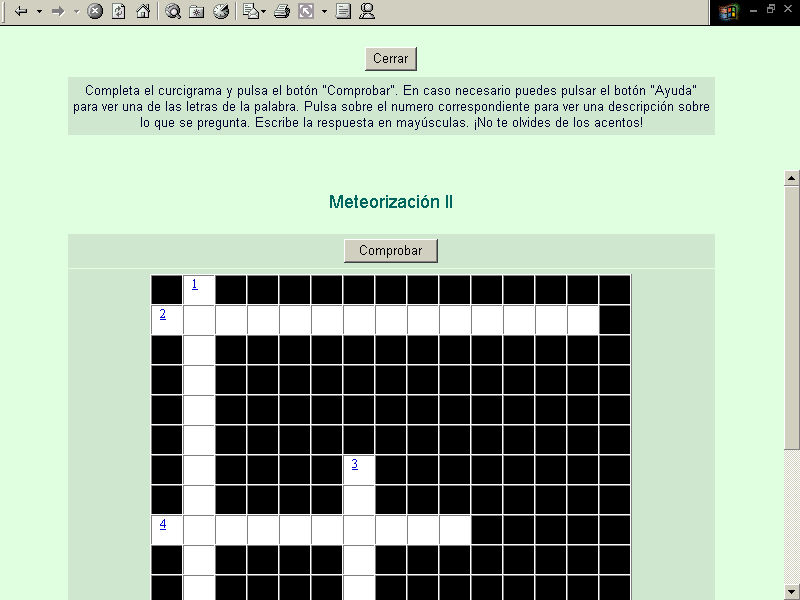 Cerrar
Completa el curcigrama y pulsa el botón "Comprobar". En caso necesario puedes pulsar el botón "Ayuda"
para ver una de las letras de la palabra. Pulsa sobre el numero correspondiente para ver una descripción sobre
lo que se pregunta. Escribe la respuesta en mayúsculas. ¡No te olvides de los acentos!
Meteorización II
Comprobar
1
2
3
4